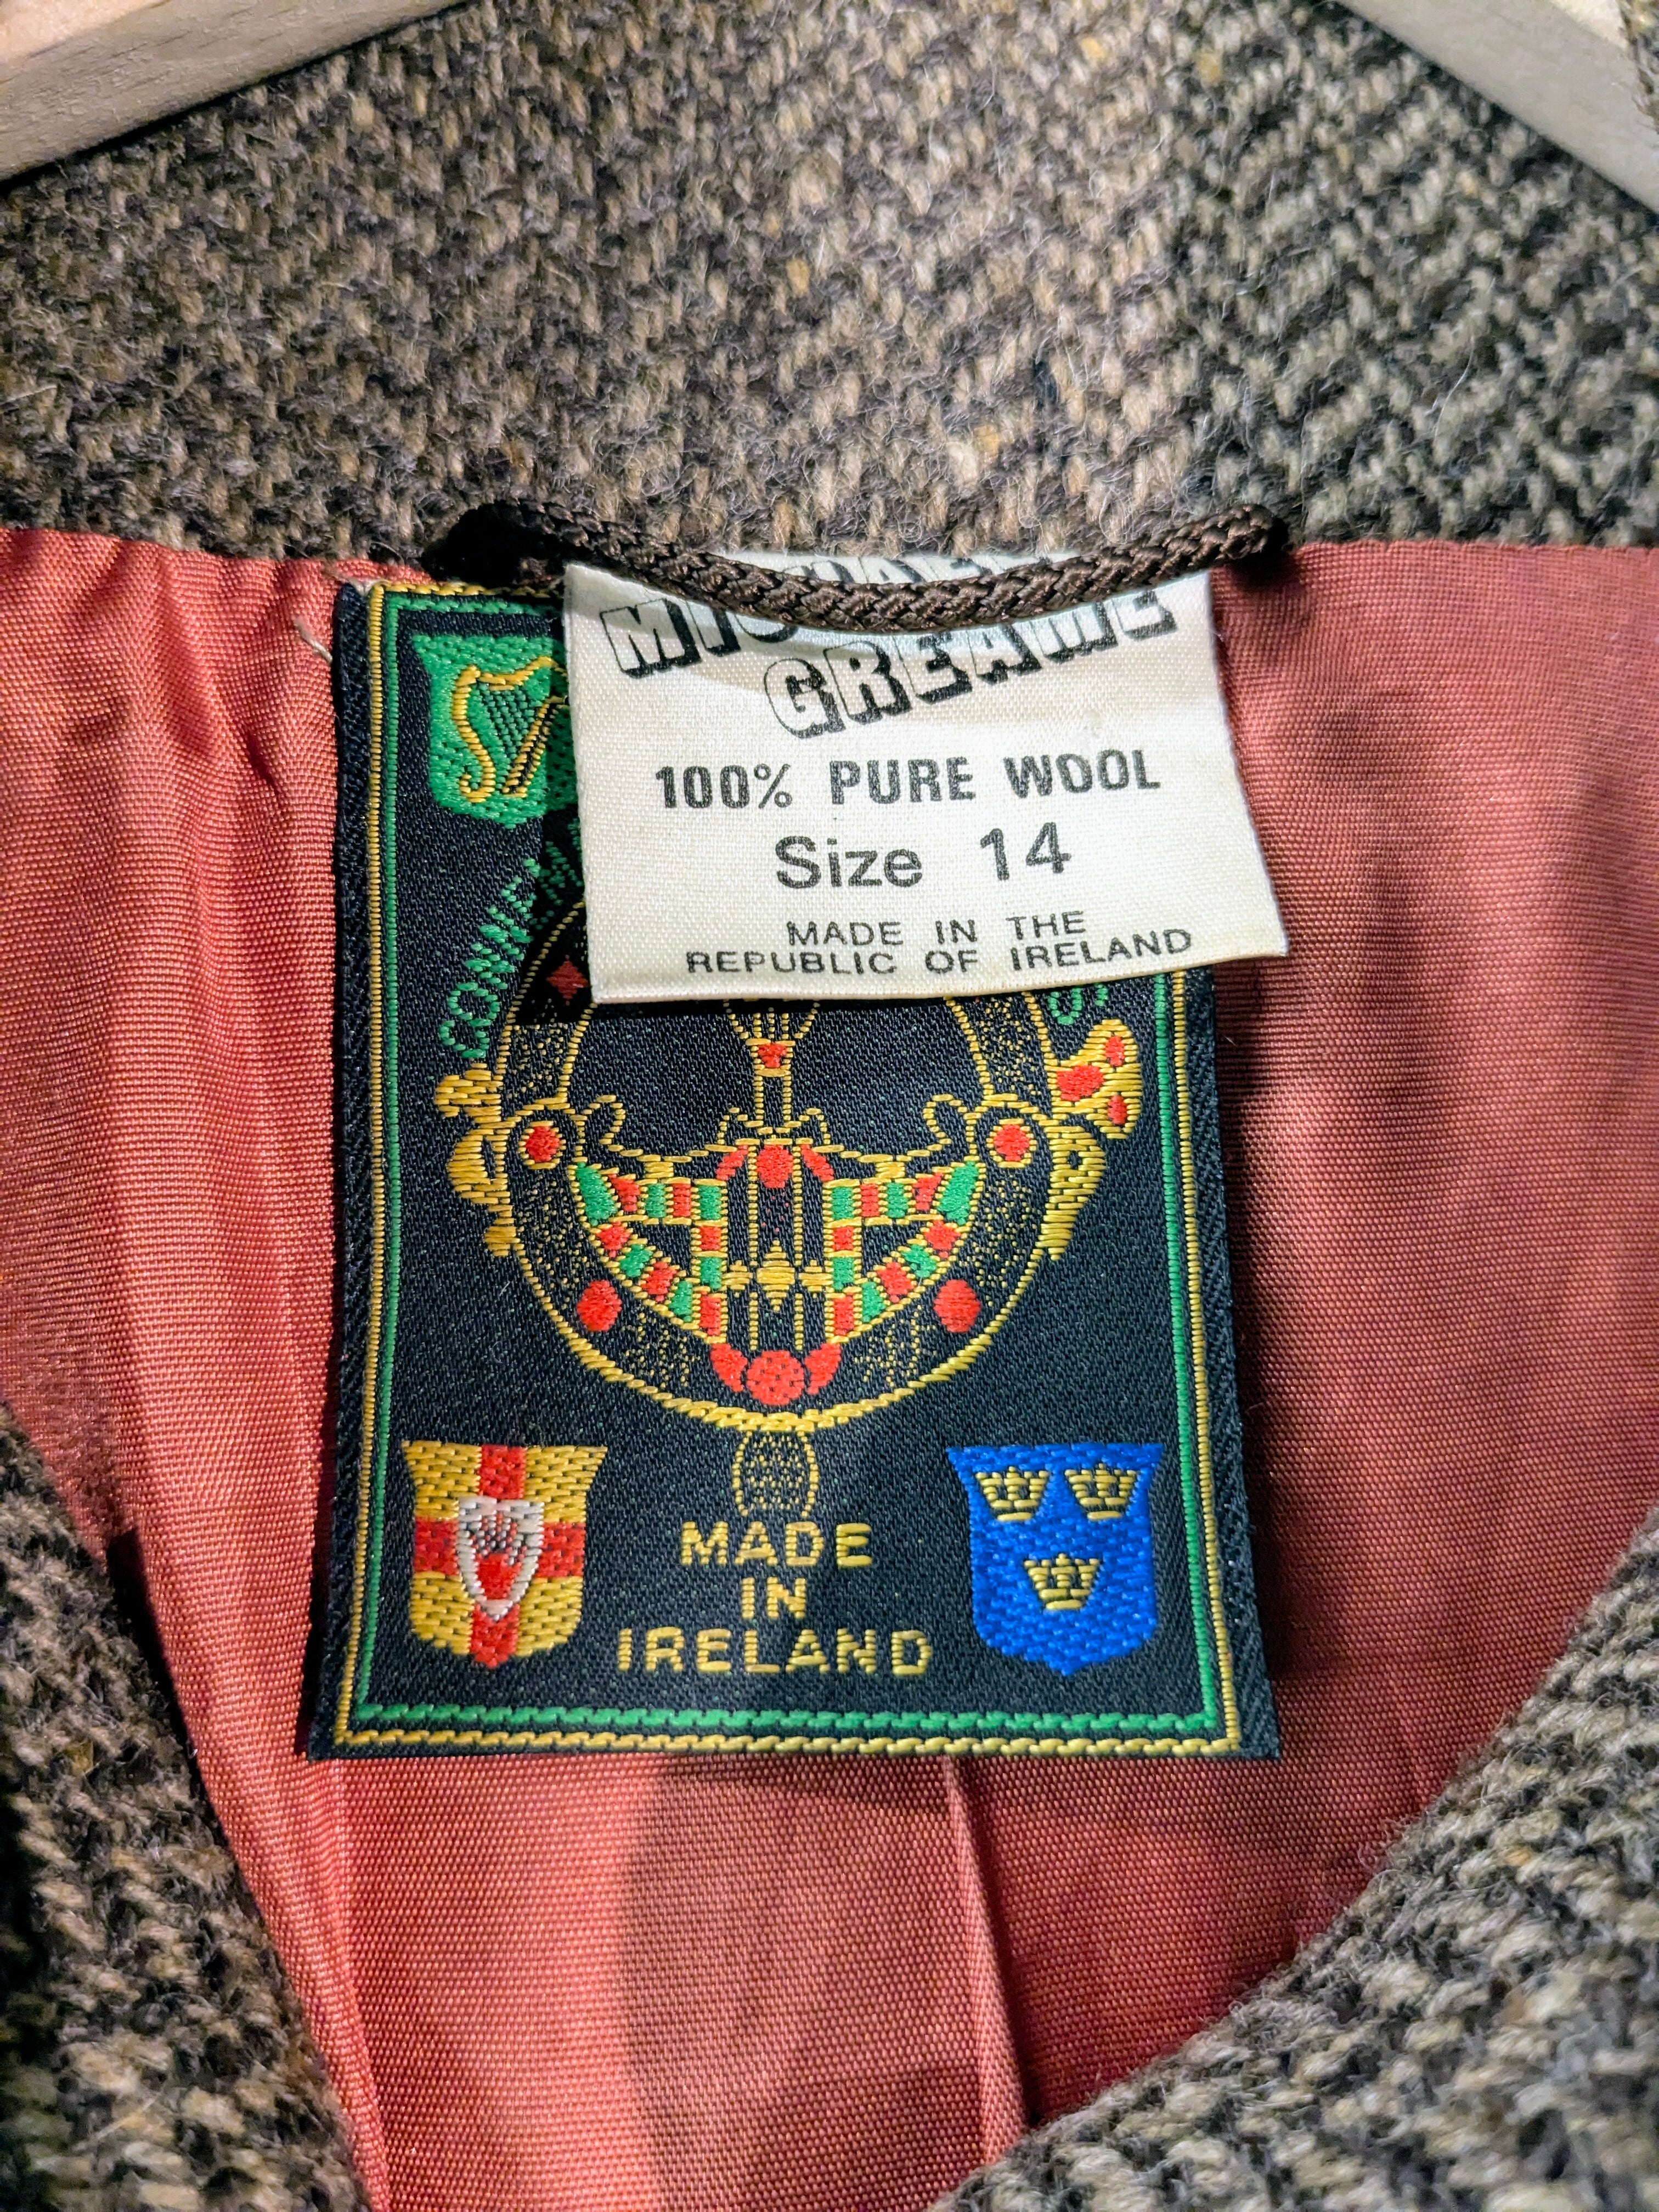 GREAME
100% PURE WOOL
Size 14
MADE IN THE
REPUBLIC OF IRELAND
MADE
IN
IRELAND